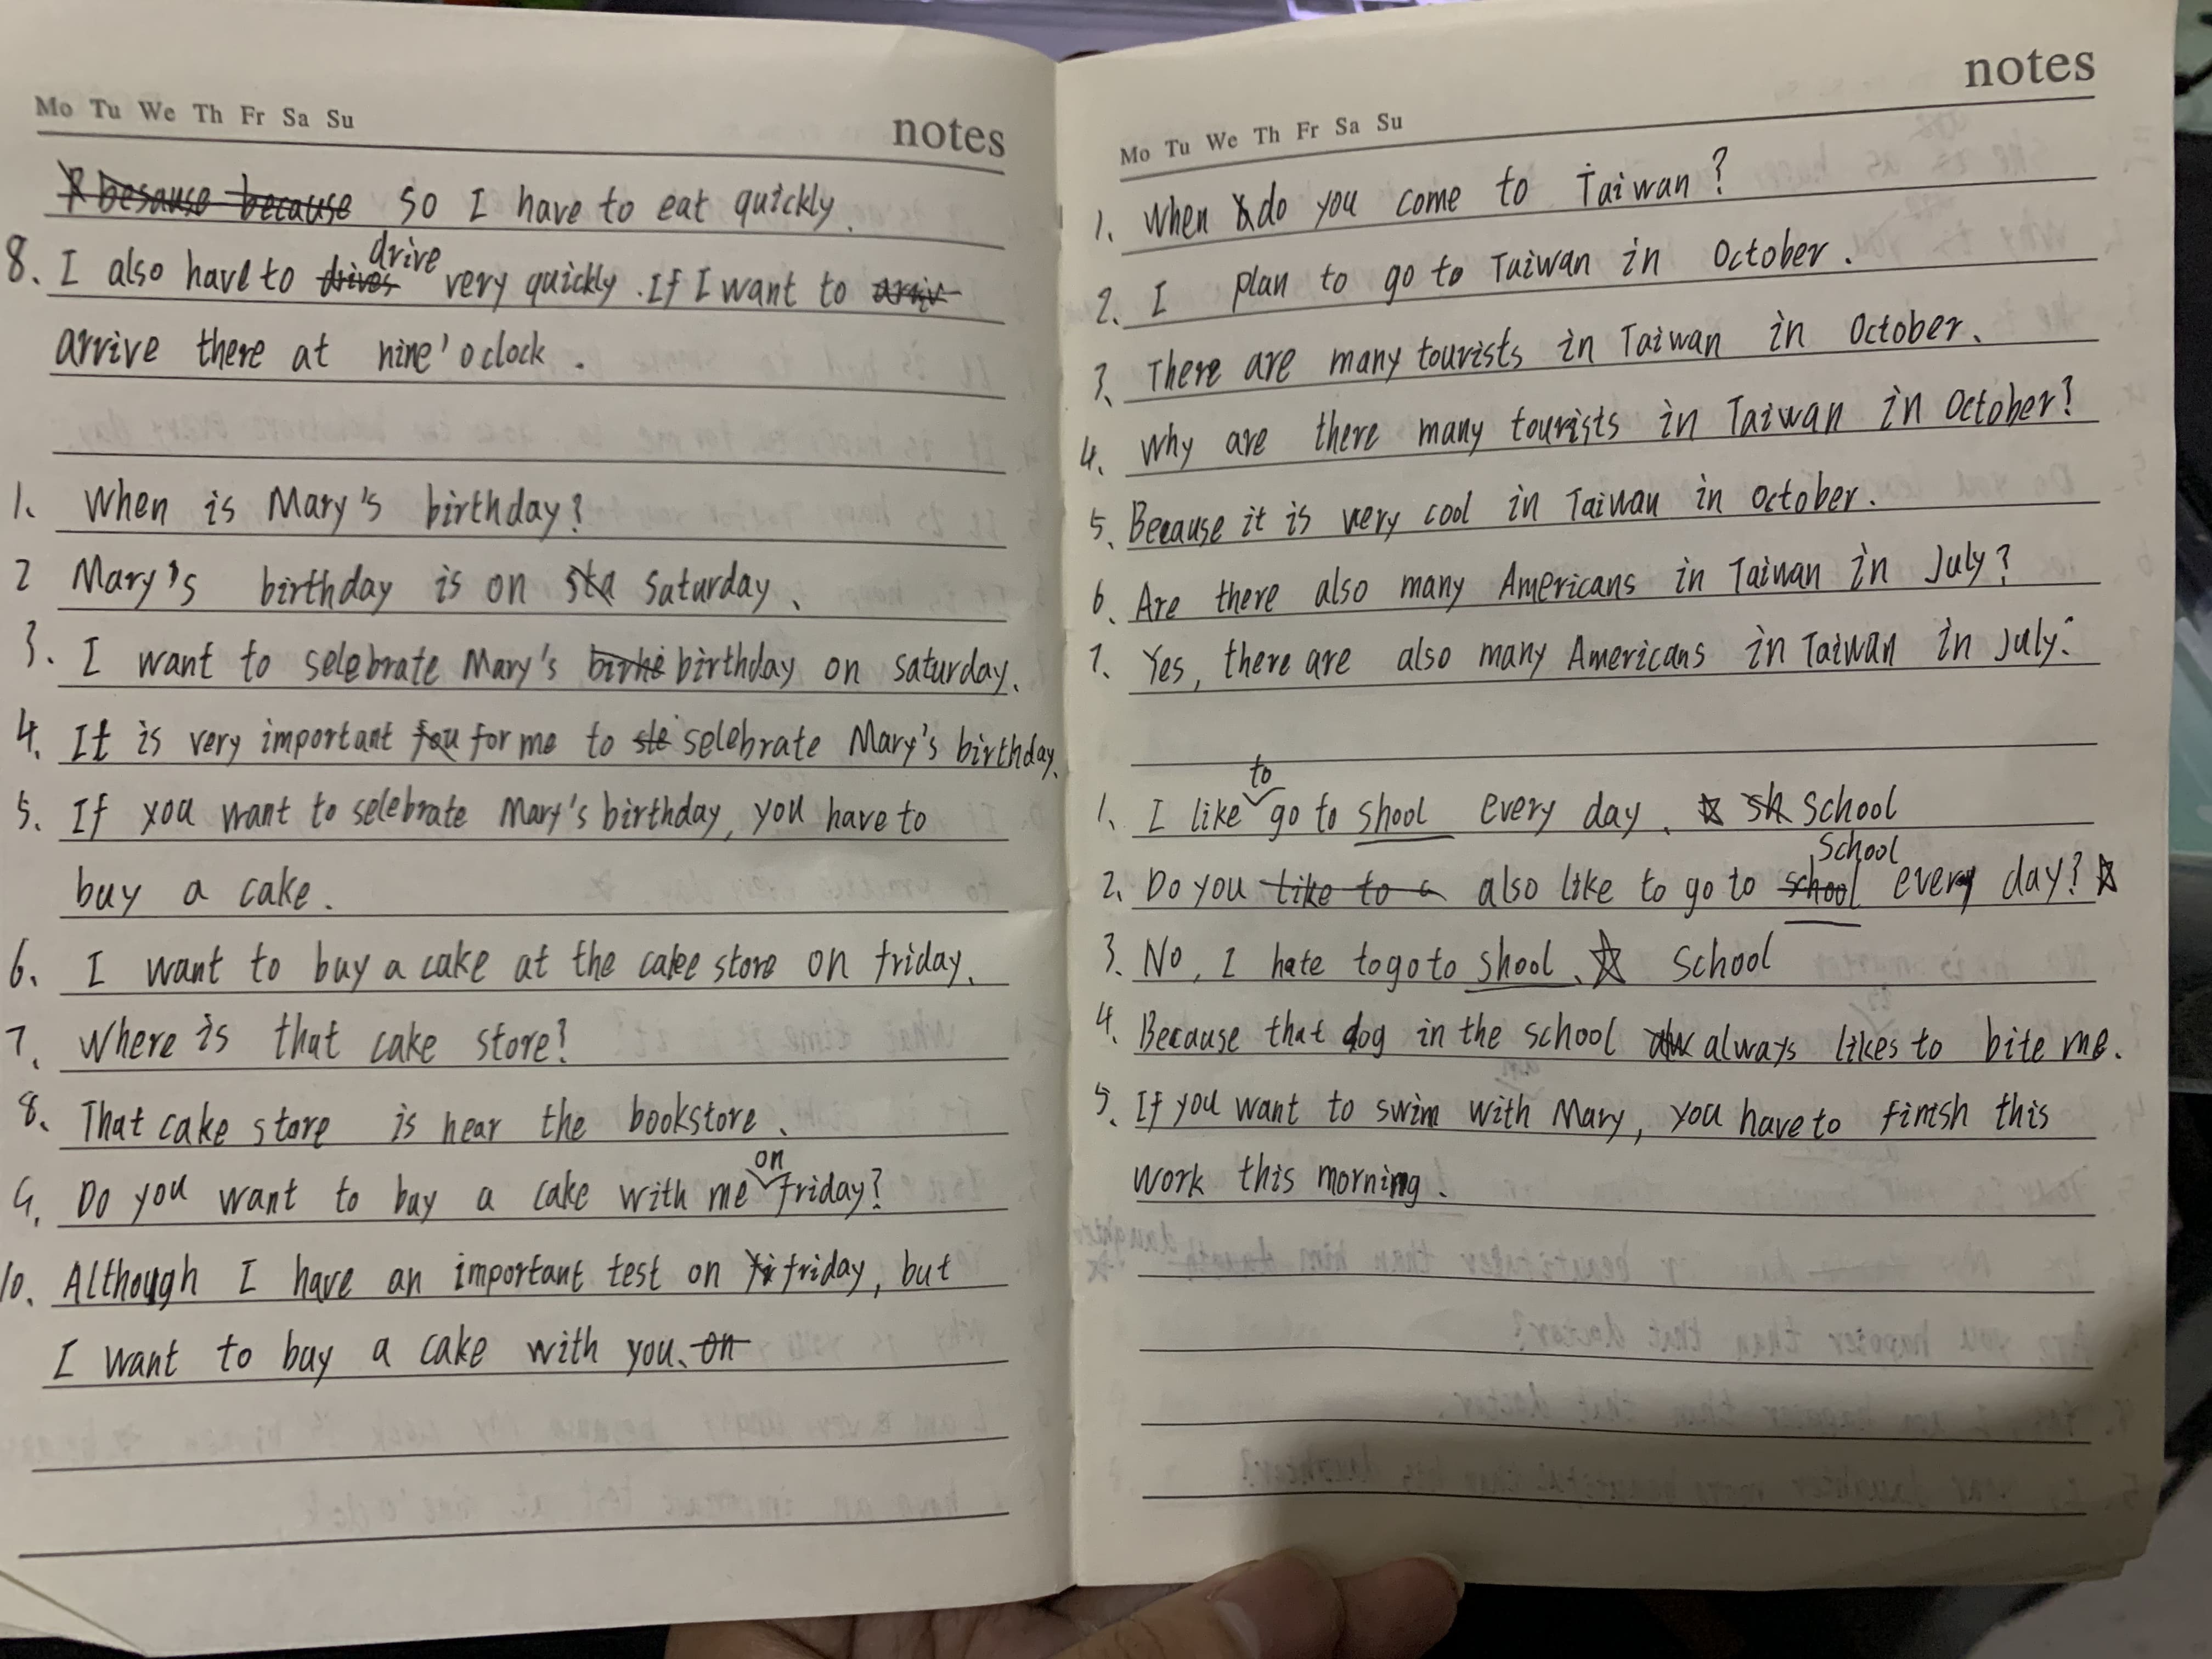 Mo Tu We Th Fr Sa Su notes
besause because so I have to eat quickly.
8. I also have to drives drive very quickly. If I want to arriv
arrive there at nine'oclock.
1. When is Mary's birthday?
2 Mary's birthday is on sta saturday.
3. I want to selebrate Mary's birthe birthday on saturday.
4. It is very important fou for me to sle selebrate Mary's birthday.
5. If you want to selebrate Mary's birthday, you have to
buy a cake.
6. I want to buy a cake at the cake store on friday.
7. Where is that cake store?
8. That cake store is near the bookstore.
9. Do you want to buy a cake with me on friday?
10. Although I have an important test on fri friday, but
I want to buy a cake with you. on
Mo Tu We Th Fr Sa Su notes
1. When do you come to Taiwan?
2. I plan to go to Taiwan in October.
3. There are many tourists in Taiwan in October.
4. Why are there many tourists in Taiwan in October?
5. Because it is very cool in Taiwan in october.
6. Are there also many Americans in Taiwan in July?
7. Yes, there are also many Americans in Taiwan in July.
1. I like to go to shool every day. ☆ sh school
2. Do you like to a also like to go to school School every day? ☆
3. No, I hate to go to shool. ☆ school
4. Because that dog in the school aw always likes to bite me.
5. If you want to swim with Mary, you have to finish this
work this morning.